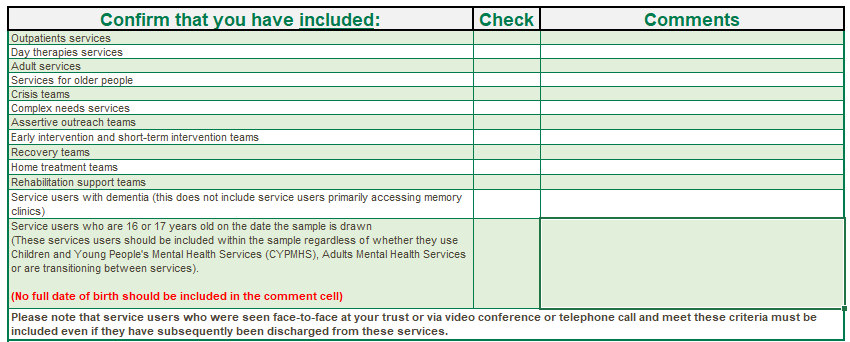 Confirm that you have included: Check Comments
Outpatients services
Day therapies services
Adult services
Services for older people
Crisis teams
Complex needs services
Assertive outreach teams
Early intervention and short-term intervention teams
Recovery teams
Home treatment teams
Rehabilitation support teams
Service users with dementia (this does not include service users primarily accessing memory
clinics)
Service users who are 16 or 17 years old on the date the sample is drawn
(These services users should be included within the sample regardless of whether they use
Children and Young People's Mental Health Services (CYPMHS), Adults Mental Health Services
or are transitioning between services).
(No full date of birth should be included in the comment cell)
Please note that service users who were seen face-to-face at your trust or via video conference or telephone call and meet these criteria must be
included even if they have subsequently been discharged from these services.